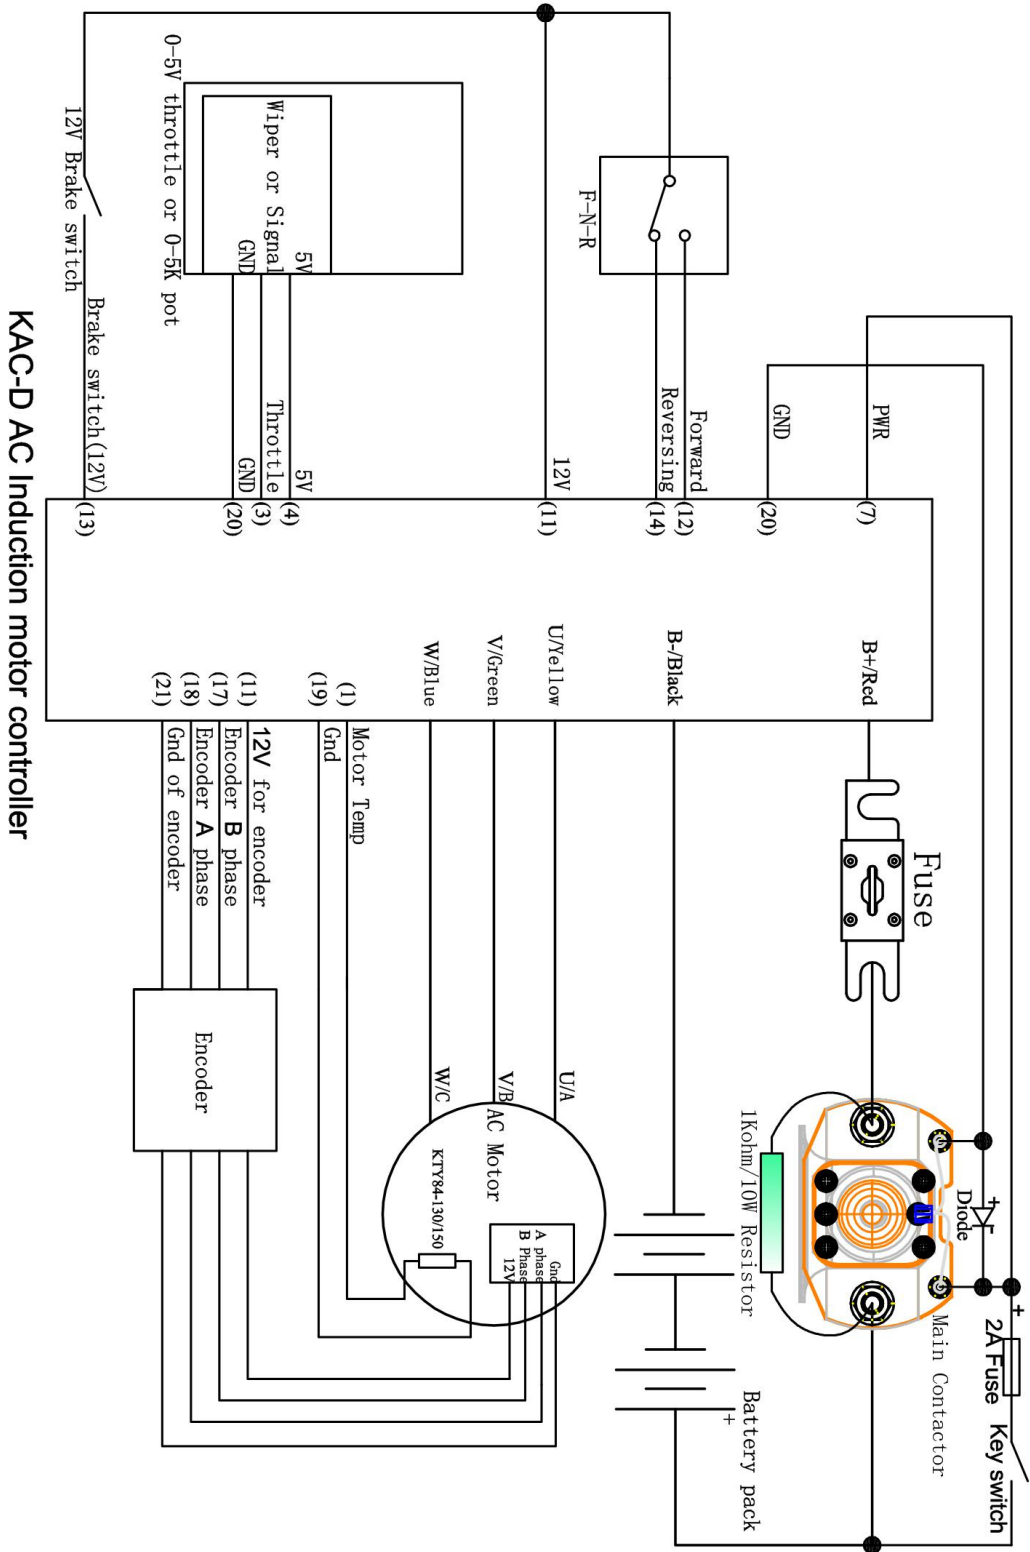 Key switch
2A Fuse
+
Main Contactor
Diode
+
IN
Fuse
1Kohm/10W Resistor
Battery pack
+
PWR
(7)
B+/Red
GND
(20)
B-/Black
F-N-R
Forward
(12)
Reversing
(14)
12V
(11)
U/Yellow
U/A
V/Green
V/B
W/Blue
W/C
AC Motor
KTY84-130/150
Gnd
A phase
B Phase
12V
Wiper or Signal
5V
GND
0-5V throttle or 0-5K pot
5V
(4)
Throttle
(3)
GND
(20)
(1)
Motor Temp
(19)
Gnd
(11)
12V for encoder
(17)
Encoder B phase
(18)
Encoder A phase
(21)
Gnd of encoder
Encoder
12V Brake switch
Brake switch(12V)
(13)
KAC-D AC Induction motor controller